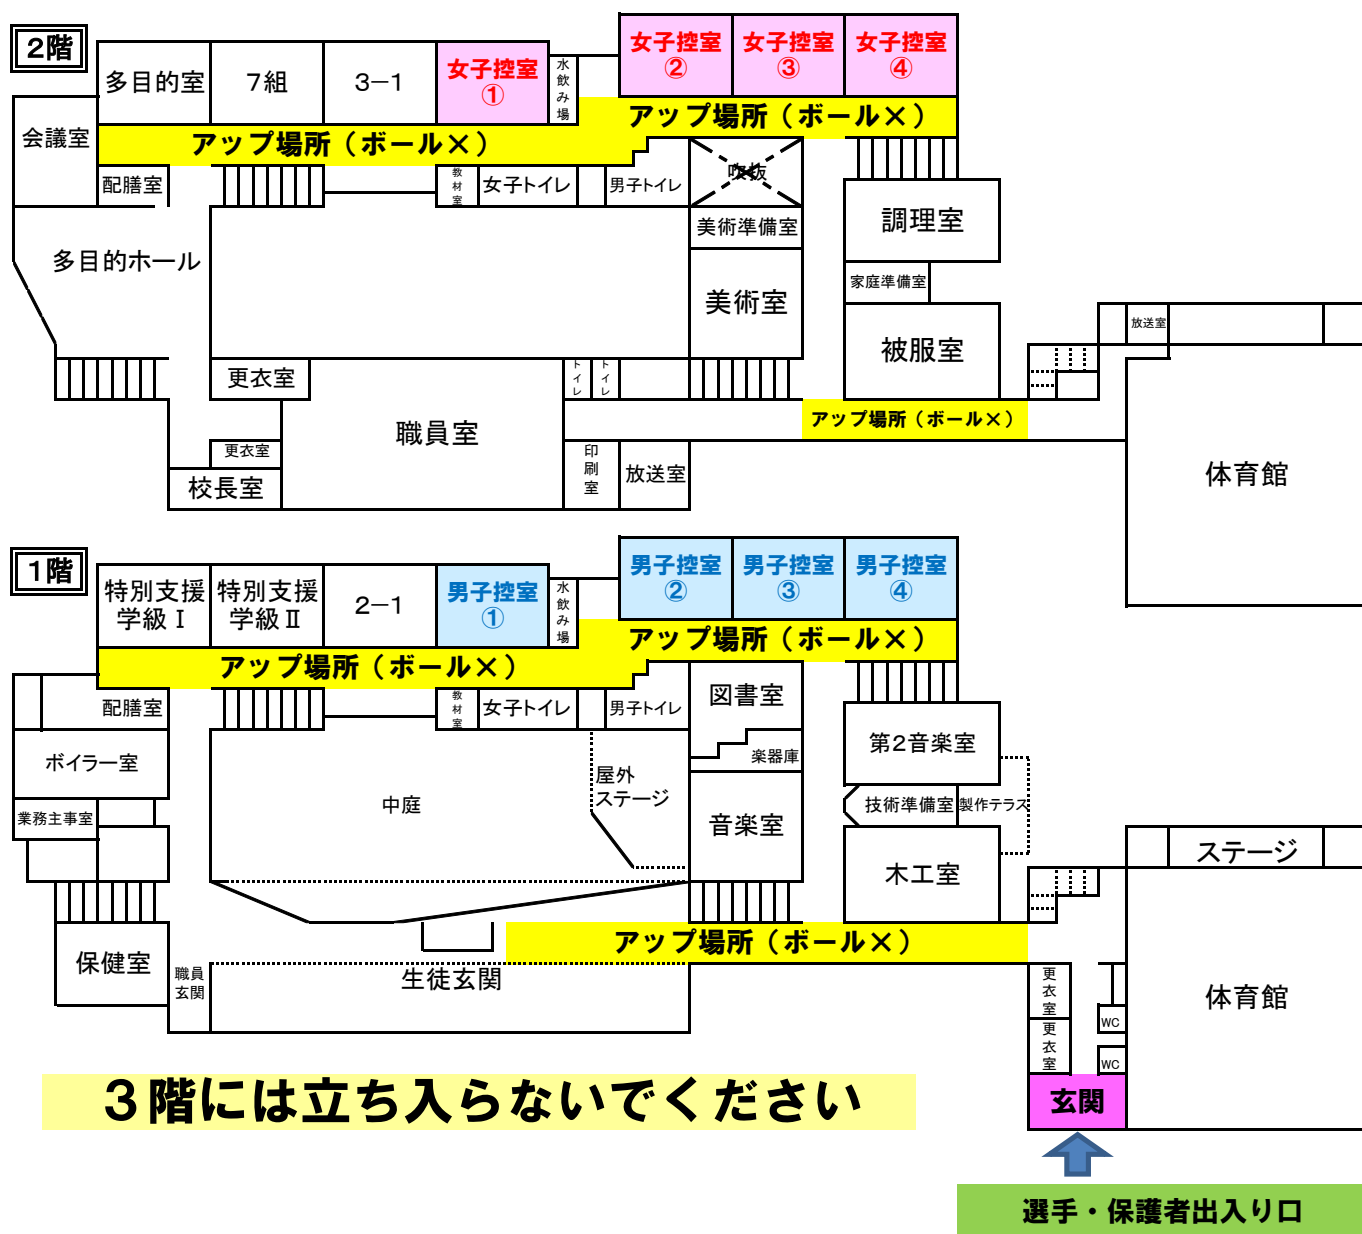 2階
多目的室
7組
3−1
女子控室
①
水飲み場
女子控室
②
女子控室
③
女子控室
④
会議室
アップ場所（ボール×）
アップ場所（ボール×）
配膳室
教材室
女子トイレ
男子トイレ
吹抜
美術準備室
調理室
多目的ホール
美術室
家庭準備室
被服室
放送室
更衣室
トイレ
トイレ
職員室
アップ場所（ボール×）
更衣室
校長室
印刷室
放送室
体育館
1階
特別支援
学級Ⅰ
特別支援
学級Ⅱ
2−1
男子控室
①
水飲み場
男子控室
②
男子控室
③
男子控室
④
アップ場所（ボール×）
アップ場所（ボール×）
配膳室
教材室
女子トイレ
男子トイレ
図書室
第2音楽室
ボイラー室
楽器庫
屋外
ステージ
中庭
業務主事室
音楽室
技術準備室
製作テラス
木工室
ステージ
アップ場所（ボール×）
保健室
職員
玄関
生徒玄関
更衣室
更衣室
WC
WC
体育館
３階には立ち入らないでください
玄関
選手・保護者出入り口